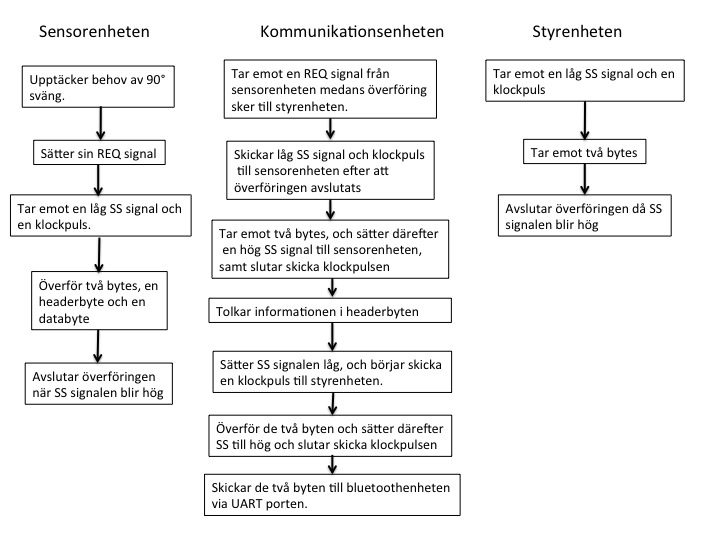 Sensorenheten
Upptäcker behov av 90°
sväng.
Sätter sin REQ signal
Tar emot en låg SS signal och
en klockpuls.
Överför två bytes, en
headerbyte och en
databyte
Avslutar överföringen
när SS signalen blir hög
Kommunikationsenheten
Tar emot en REQ signal från
sensorenheten medans överföring
sker till styrenheten.
Skickar låg SS signal och klockpuls
till sensorenheten efter att
överföringen avslutats
Tar emot två bytes, och sätter därefter
en hög SS signal till sensorenheten,
samt slutar skicka klockpulsen
Tolkar informationen i headerbyten
Sätter SS signalen låg, och börjar skicka
en klockpuls till styrenheten.
Överför de två byten och sätter därefter
SS till hög och slutar skicka klockpulsen
Skickar de två byten till bluetoothenheten
via UART porten.
Styrenheten
Tar emot en låg SS signal och en
klockpuls
Tar emot två bytes
Avslutar överföringen då SS
signalen blir hög